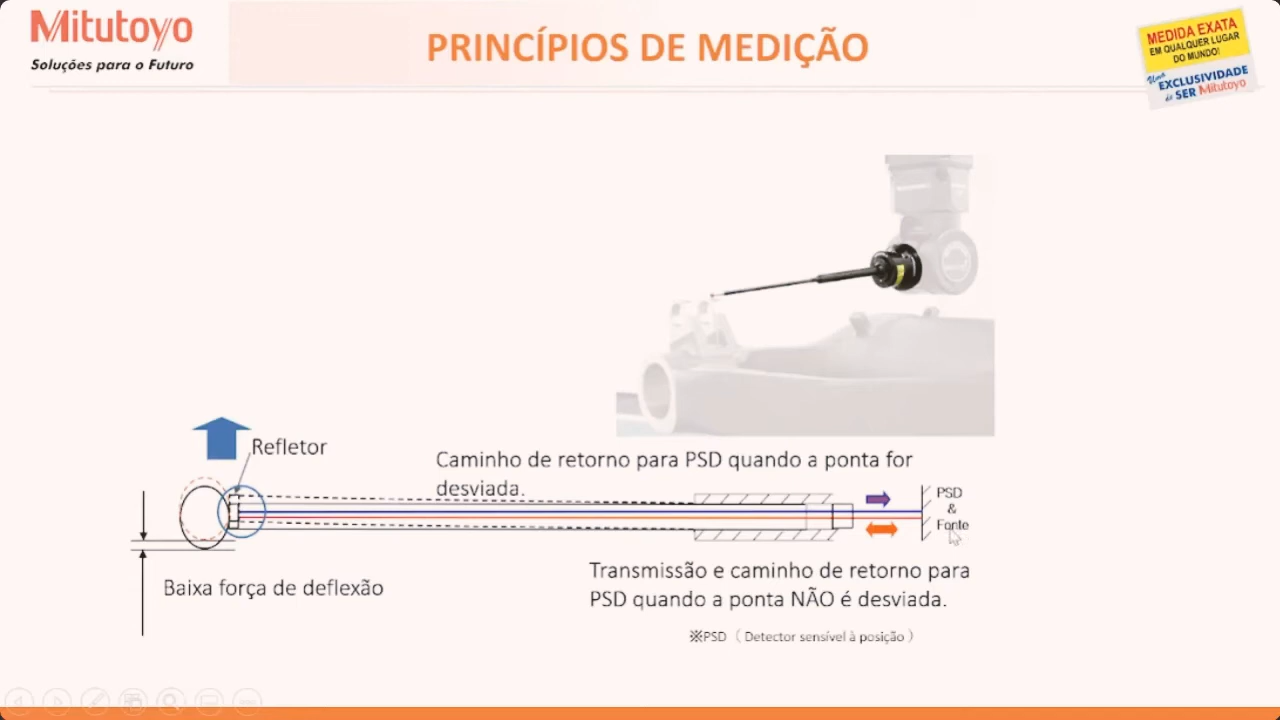 Mitutoyo
Soluções para o Futuro
PRINCÍPIOS DE MEDIÇÃO
MEDIDA EXATA
EM QUALQUER LUGAR
DO MUNDO!
Uma
EXCLUSIVIDADE
de SER Mitutoyo
Refletor
Caminho de retorno para PSD quando a ponta for
desviada.
PSD
&
Fonte
Baixa força de deflexão
Transmissão e caminho de retorno para
PSD quando a ponta NÃO é desviada.
※PSD（Detector sensível à posição）